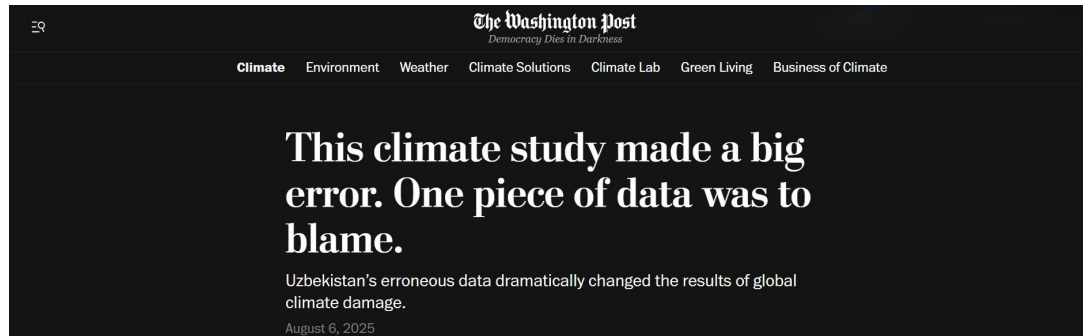 The Washington Post
Democracy Dies in Darkness
Climate Environment Weather Climate Solutions Climate Lab Green Living Business of Climate
This climate study made a big
error. One piece of data was to
blame.
Uzbekistan’s erroneous data dramatically changed the results of global
climate damage.
August 6, 2025